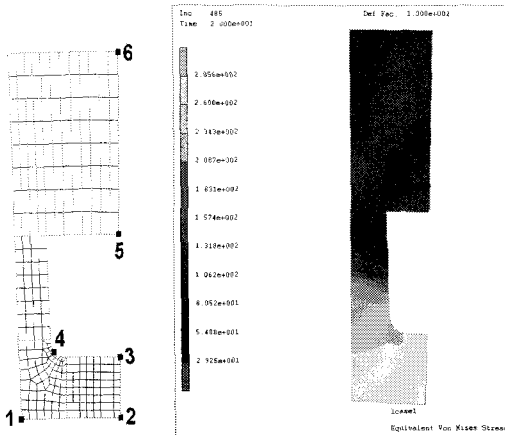 6
5
4
3
1
2
Inc 485
Time 2.000e+001
Def Fac. 1.000e+002
2.856e+002
2.600e+002
2.343e+002
2.087e+002
1.831e+002
1.574e+002
1.318e+002
1.062e+002
8.052e+001
5.488e+001
2.925e+001
Equivalent Von Mises Stress